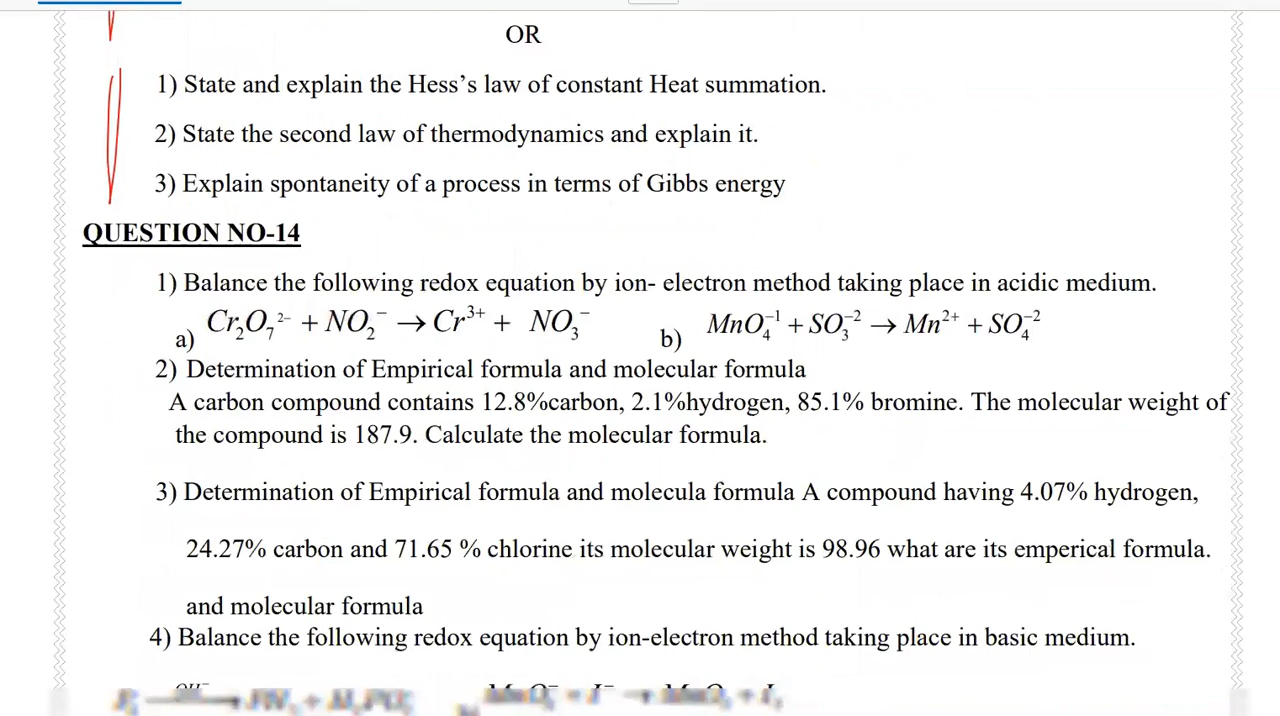 OR
1) State and explain the Hess’s law of constant Heat summation.
2) State the second law of thermodynamics and explain it.
3) Explain spontaneity of a process in terms of Gibbs energy
QUESTION NO-14
1) Balance the following redox equation by ion- electron method taking place in acidic medium.
a) Cr₂O₇²⁻ + NO₂⁻ → Cr³⁺ + NO₃⁻ b) MnO₄⁻¹ + SO₃⁻² → Mn²⁺ + SO₄⁻²
2) Determination of Empirical formula and molecular formula
A carbon compound contains 12.8%carbon, 2.1%hydrogen, 85.1% bromine. The molecular weight of
the compound is 187.9. Calculate the molecular formula.
3) Determination of Empirical formula and molecula formula A compound having 4.07% hydrogen,
24.27% carbon and 71.65 % chlorine its molecular weight is 98.96 what are its emperical formula.
and molecular formula
4) Balance the following redox equation by ion-electron method taking place in basic medium.